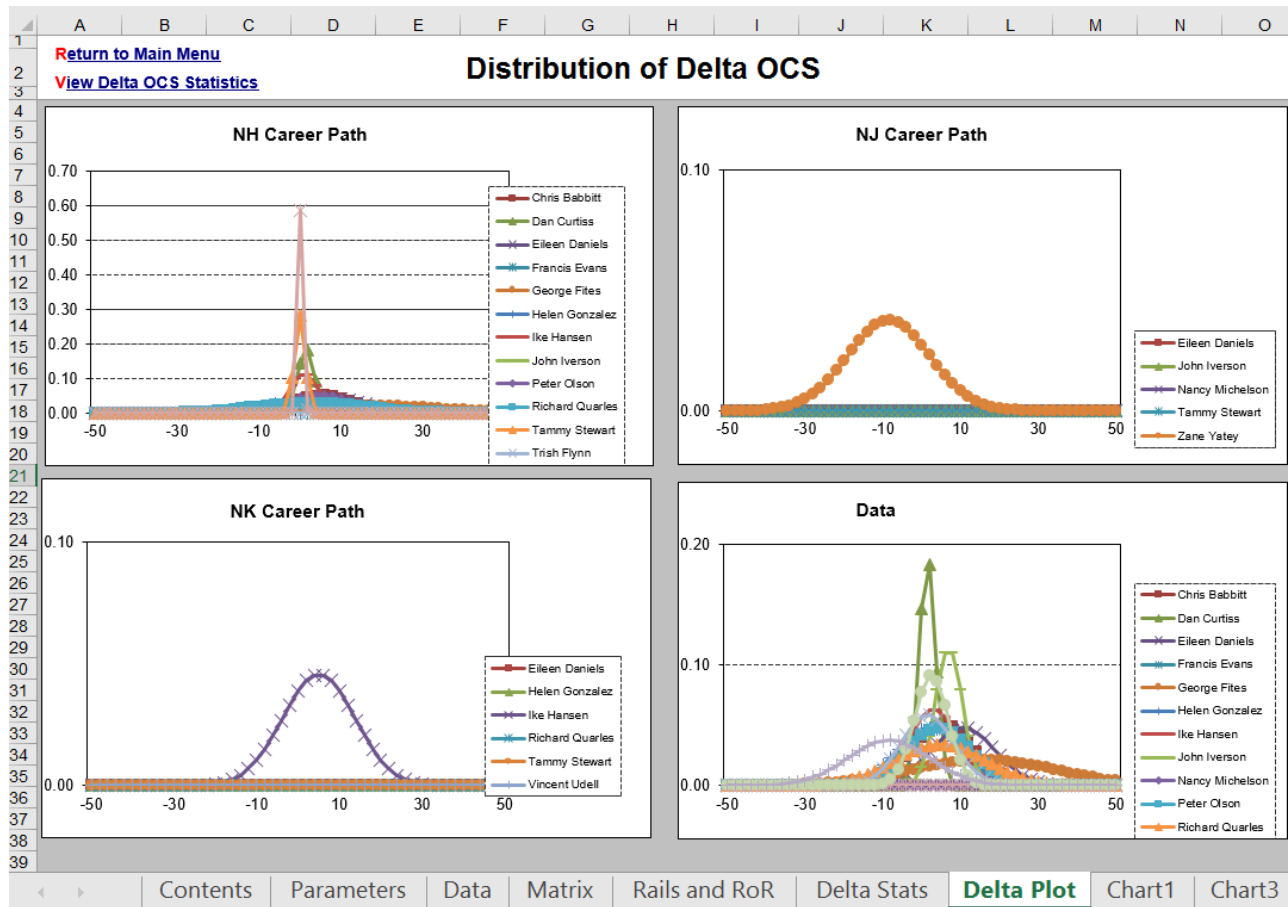 A B C D E F G H I J K L M N O
1
2
3
4
5
6
7
8
9
10
11
12
13
14
15
16
17
18
19
20
21
22
23
24
25
26
27
28
29
30
31
32
33
34
35
36
37
38
39
Return to Main Menu
View Delta OCS Statistics
Distribution of Delta OCS
NH Career Path
0.70
0.60
0.50
0.40
0.30
0.20
0.10
0.00
-50 -30 -10 10 30
Chris Babbitt
Dan Curtiss
Eileen Daniels
Francis Evans
George Fites
Helen Gonzalez
Ike Hansen
John Iverson
Peter Olson
Richard Quarles
Tammy Stewart
Trish Flynn
NJ Career Path
0.10
0.00
-50 -30 -10 10 30 50
Eileen Daniels
John Iverson
Nancy Michelson
Tammy Stewart
Zane Yatey
NK Career Path
0.10
0.00
-50 -30 -10 10 30 50
Eileen Daniels
Helen Gonzalez
Ike Hansen
Richard Quarles
Tammy Stewart
Vincent Udell
Data
0.20
0.10
0.00
-50 -30 -10 10 30 50
Chris Babbitt
Dan Curtiss
Eileen Daniels
Francis Evans
George Fites
Helen Gonzalez
Ike Hansen
John Iverson
Nancy Michelson
Peter Olson
Richard Quarles
Contents Parameters Data Matrix Rails and RoR Delta Stats Delta Plot Chart1 Chart3